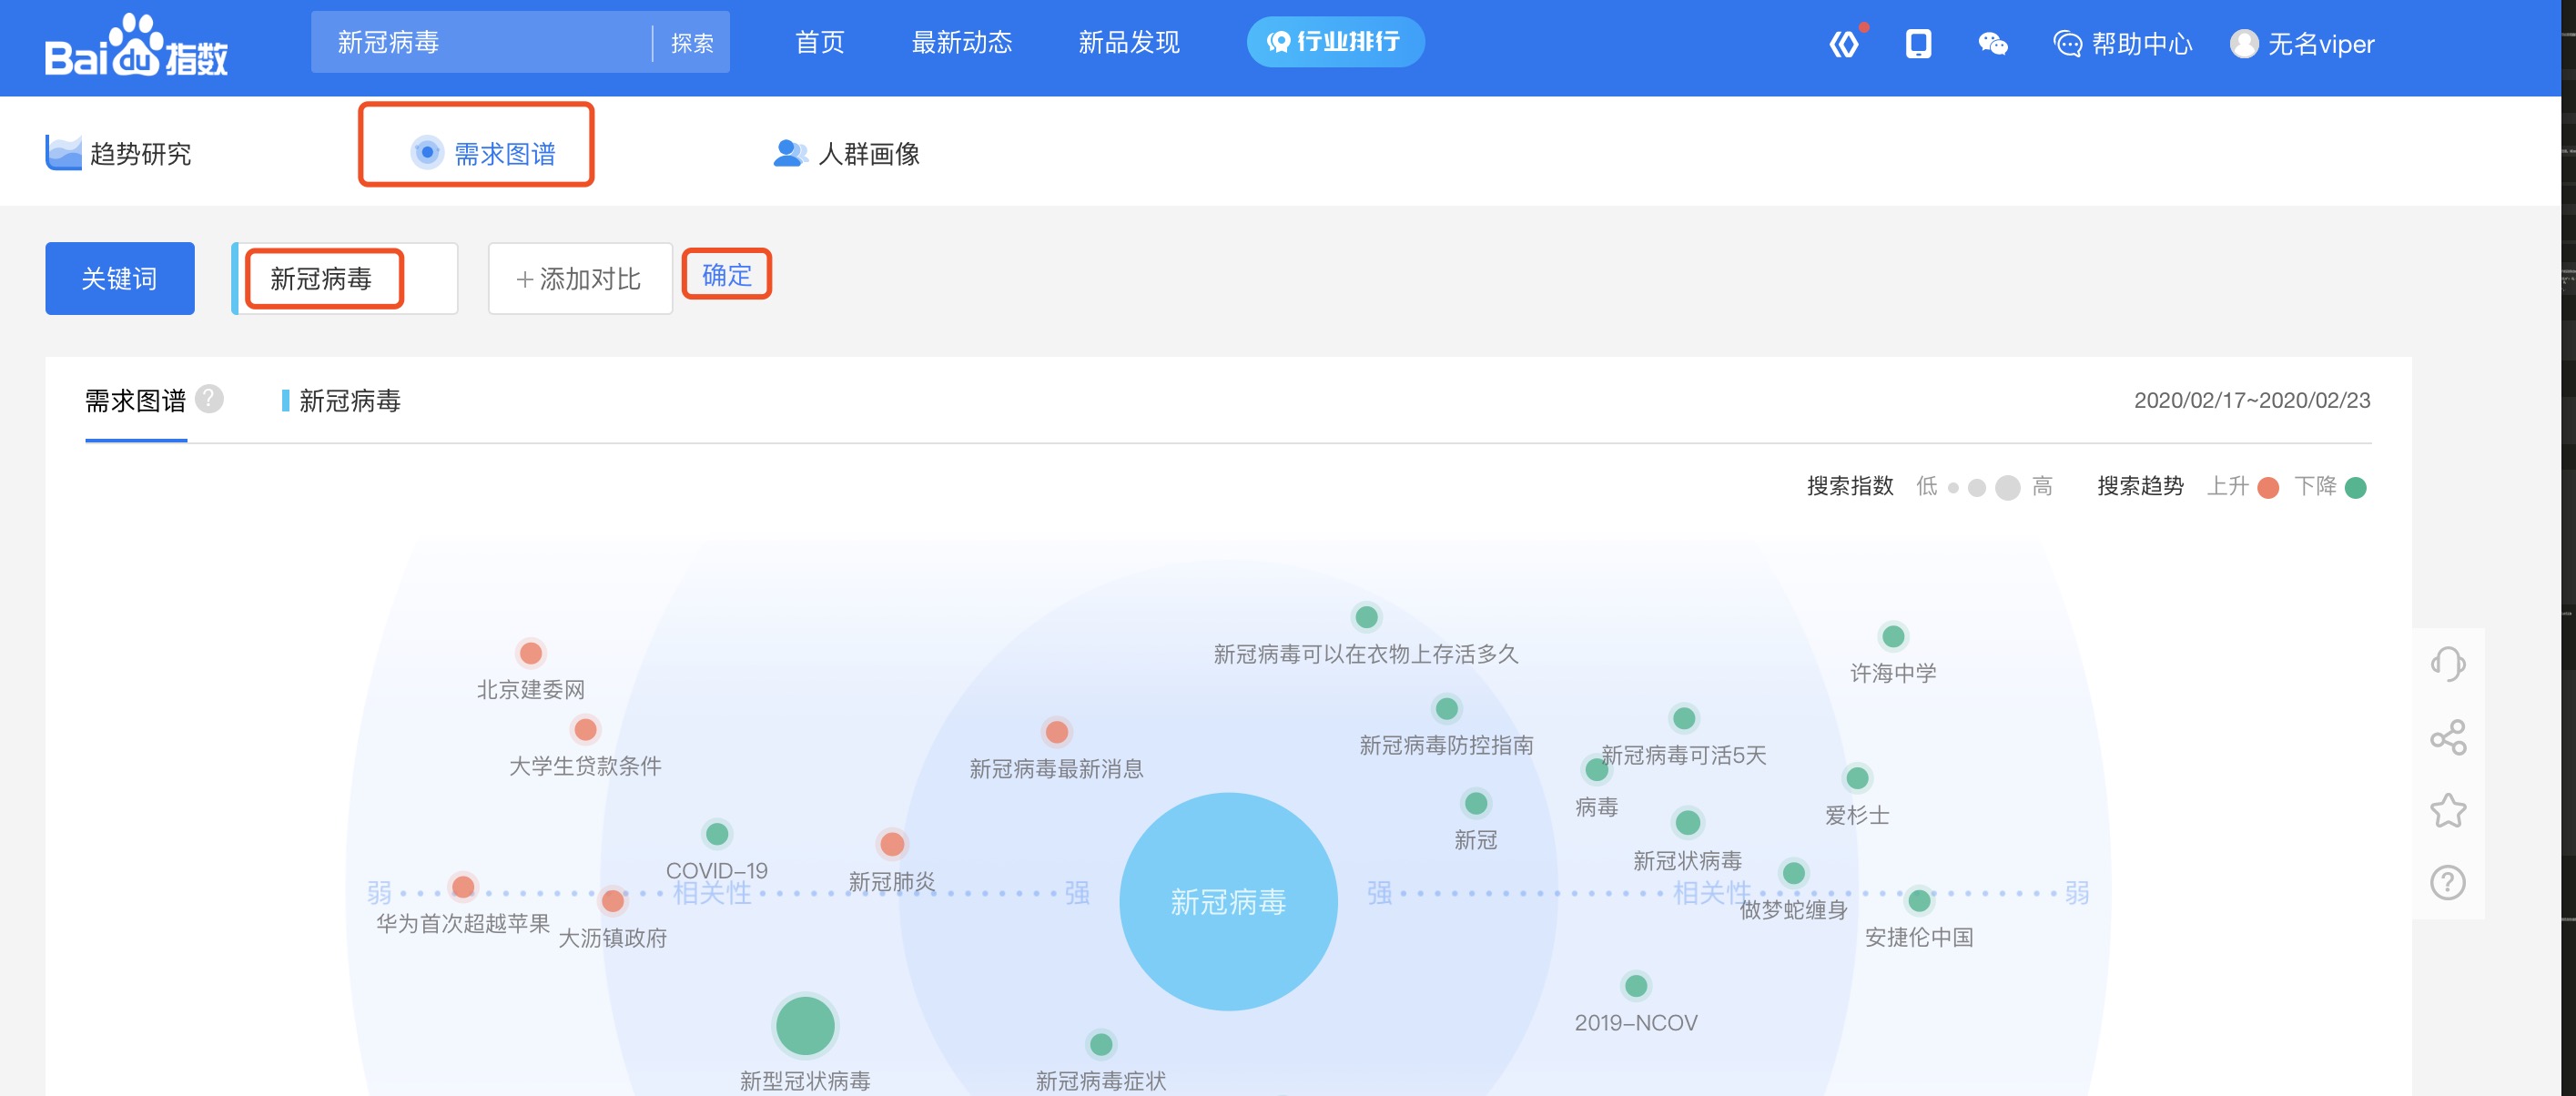 Baidu指数
新冠病毒 探索 首页 最新动态 新品发现 行业排行 帮助中心 无名viper
趋势研究 需求图谱 人群画像
关键词 新冠病毒 +添加对比 确定
需求图谱 ? 新冠病毒 2020/02/17~2020/02/23
搜索指数 低 高 搜索趋势 上升 下降
新冠病毒可以在衣物上存活多久
许海中学
北京建委网
新冠病毒防控指南
新冠病毒可活5天
大学生贷款条件
新冠病毒最新消息
病毒
爱杉士
新冠
新冠状病毒
COVID-19
新冠肺炎
弱 相关性 强 新冠病毒 强 相关性 弱
做梦蛇缠身
华为首次超越苹果
大沥镇政府
安捷伦中国
2019-NCOV
新型冠状病毒
新冠病毒症状